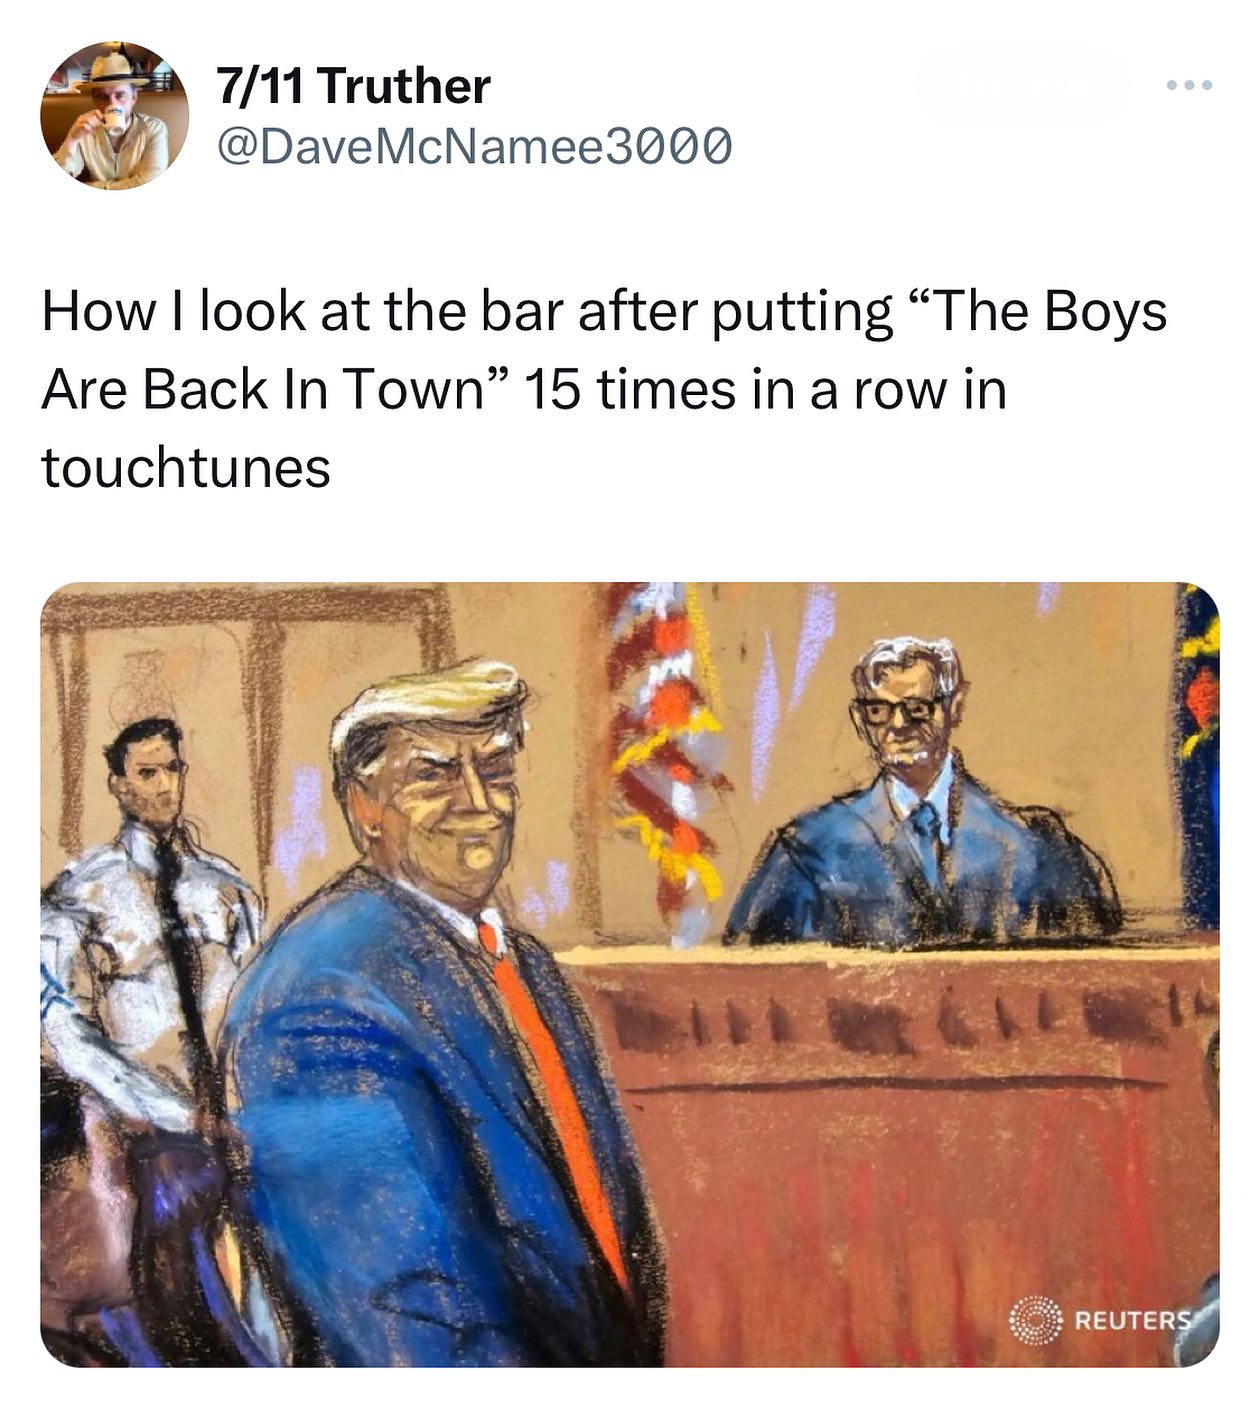 7/11 Truther
@DaveMcNamee3000
How I look at the bar after putting “The Boys
Are Back In Town” 15 times in a row in
touchtunes
REUTERS